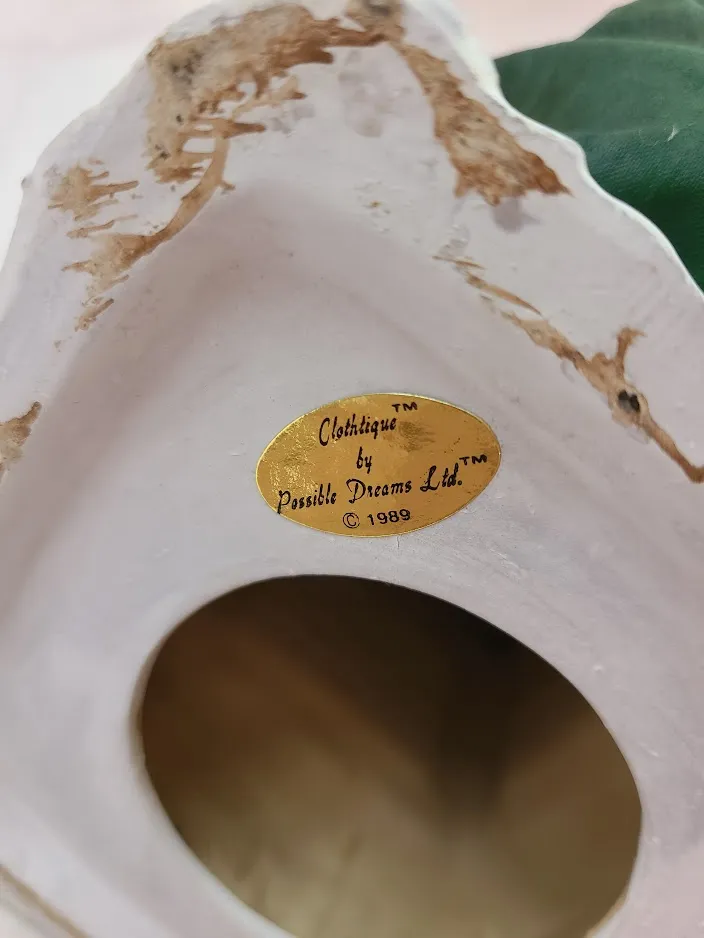 Clothtique™
by
Possible Dreams Ltd.™
© 1989